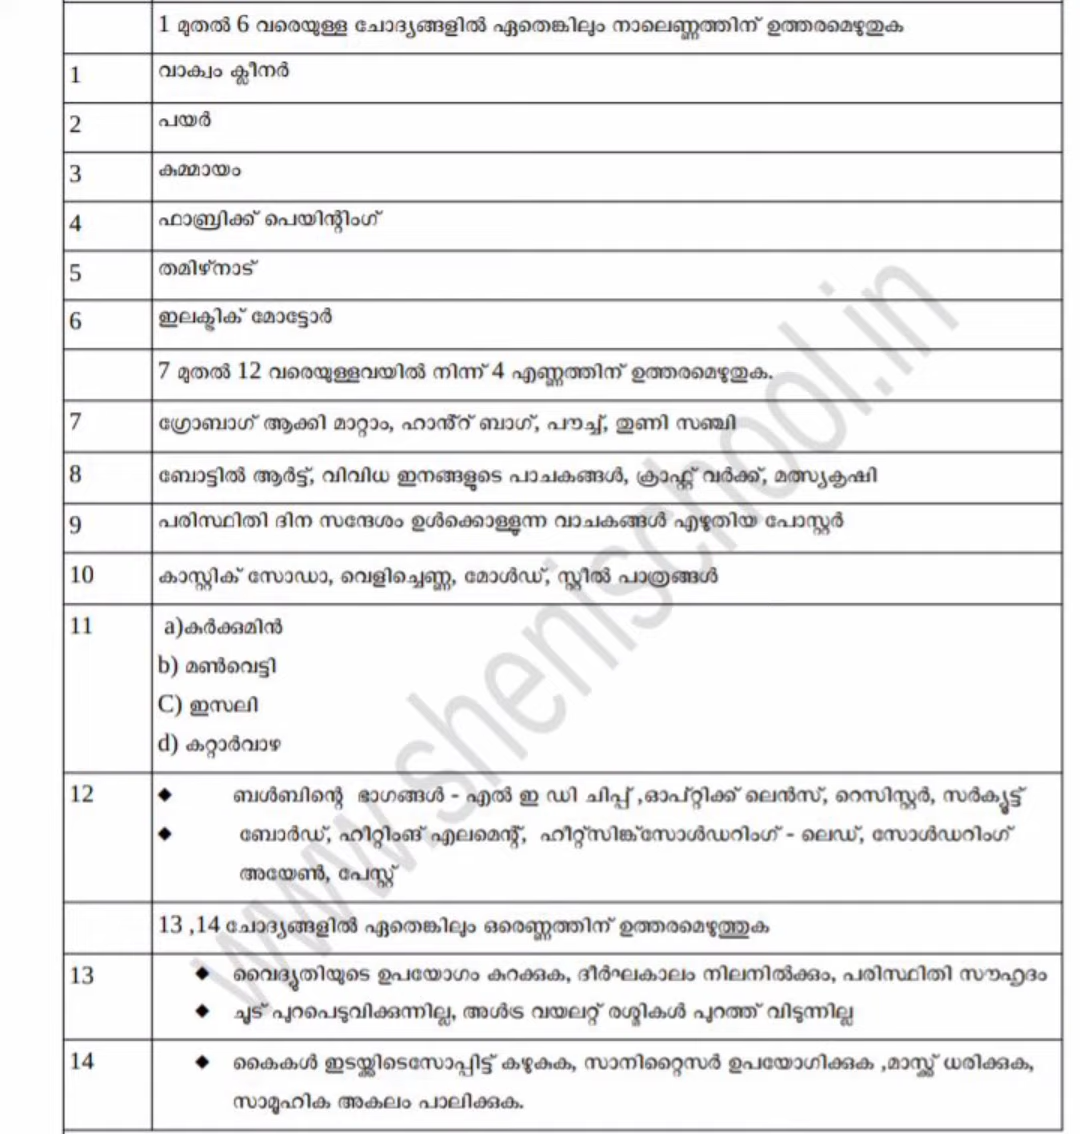 1 മുതൽ 6 വരെയുള്ള ചോദ്യങ്ങളിൽ ഏതെങ്കിലും നാലെണ്ണത്തിന് ഉത്തരമെഴുതുക
1 വാക്വം ക്ലീനർ
2 പയർ
3 കുമ്മായം
4 ഫാബ്രിക്ക് പെയിന്റിംഗ്
5 തമിഴ്നാട്
6 ഇലക്ട്രിക് മോട്ടോർ
7 മുതൽ 12 വരെയുള്ളവയിൽ നിന്ന് 4 എണ്ണത്തിന് ഉത്തരമെഴുതുക.
7 ഗ്രോബാഗ് ആക്കി മാറ്റാം, ഹാൻ്റ് ബാഗ്, പൗച്ച്, തുണി സഞ്ചി
8 ബോട്ടിൽ ആർട്ട്, വിവിധ ഇനങ്ങളുടെ പാചകങ്ങൾ, ക്രാഫ്റ്റ് വർക്ക്, മത്സ്യകൃഷി
9 പരിസ്ഥിതി ദിന സന്ദേശം ഉൾക്കൊള്ളുന്ന വാചകങ്ങൾ എഴുതിയ പോസ്റ്റർ
10 കാസ്റ്റിക് സോഡാ, വെളിച്ചെണ്ണ, മോൾഡ്, സ്റ്റീൽ പാത്രങ്ങൾ
11 a)കുർക്കുമിൻ
b) മൺവെട്ടി
C) ഇസലി
d) കറ്റാർവാഴ
12 ◆ ബൾബിന്റെ ഭാഗങ്ങൾ - എൽ ഇ ഡി ചിപ്പ് ,ഓപ്റ്റിക്ക് ലെൻസ്, റെസിസ്റ്റർ, സർക്യൂട്ട്
◆ ബോർഡ്, ഹീറ്റിംങ് എലമെന്റ്, ഹീറ്റ്സിങ്ക്സോൾഡറിംഗ് - ലെഡ്, സോൾഡറിംഗ്
അയേൺ, പേസ്റ്റ്
13 ,14 ചോദ്യങ്ങളിൽ ഏതെങ്കിലും ഒരെണ്ണത്തിന് ഉത്തരമെഴുത്തുക
13 ◆ വൈദ്യുതിയുടെ ഉപയോഗം കുറക്കുക, ദീർഘകാലം നിലനിൽക്കും, പരിസ്ഥിതി സൗഹൃദം
◆ ചൂട് പുറപെടുവിക്കുന്നില്ല, അൾട്ര വയലറ്റ് രശ്മികൾ പുറത്ത് വിടുന്നില്ല
14 ◆ കൈകൾ ഇടയ്ക്കിടെസോപ്പിട്ട് കഴുകുക, സാനിറ്റൈസർ ഉപയോഗിക്കുക ,മാസ്ക്ക് ധരിക്കുക,
സാമൂഹിക അകലം പാലിക്കുക.
www.shenischool.in